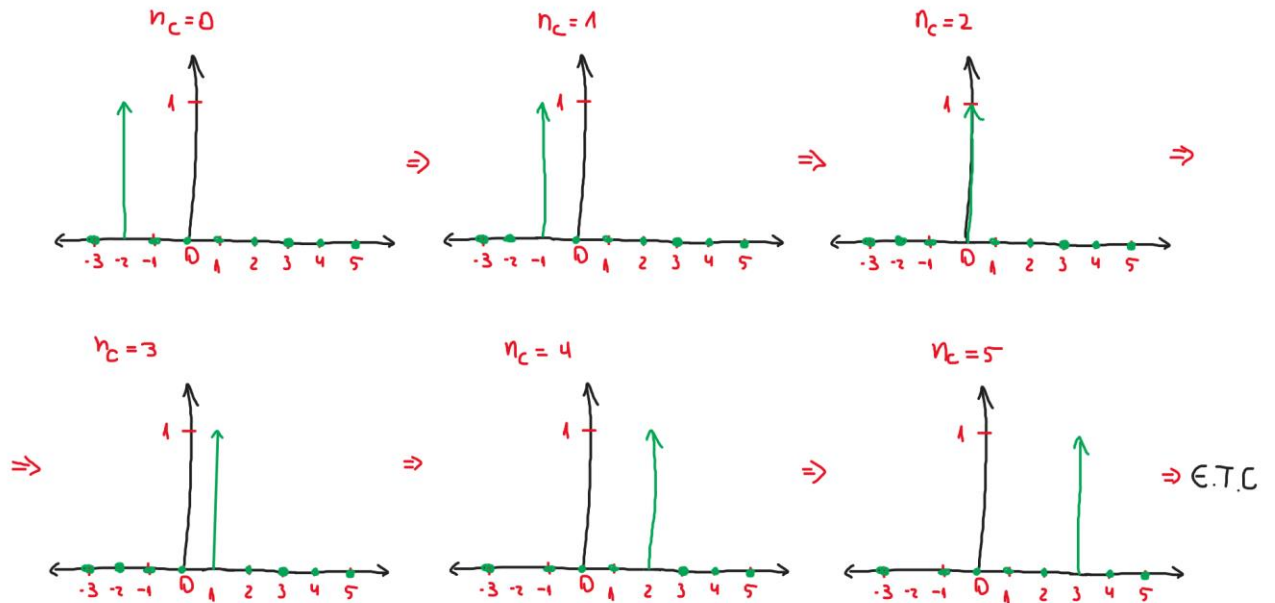 n_c=0 n_c=1 n_c=2
1 1 1
⇒ ⇒ ⇒
-3 -2 -1 0 1 2 3 4 5 -3 -2 -1 0 1 2 3 4 5 -3 -2 -1 0 1 2 3 4 5
n_c=3 n_c=4 n_c=5
1 1 1
⇒ ⇒ ⇒ ⇒ E.T.C
-3 -2 -1 0 1 2 3 4 5 -3 -2 -1 0 1 2 3 4 5 -3 -2 -1 0 1 2 3 4 5